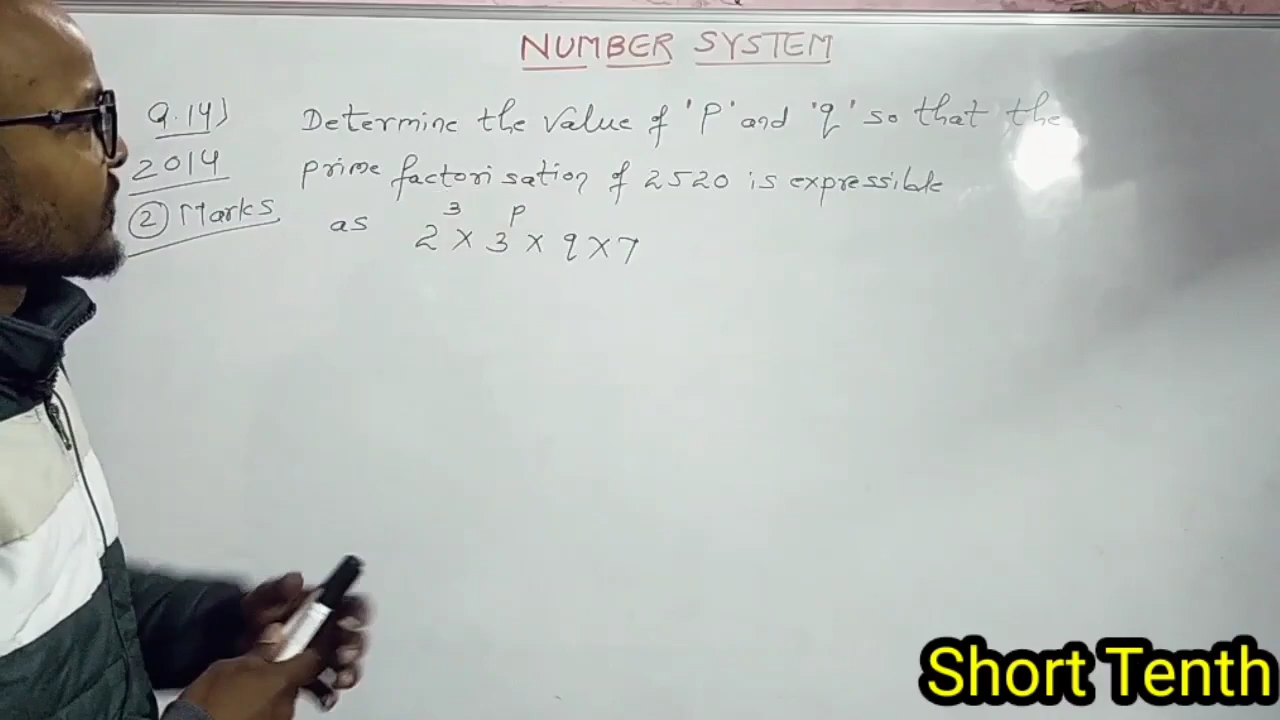 NUMBER SYSTEM
Q.14) Determine the value of 'P' and 'q' so that the
2014 prime factorisation of 2520 is expressible
② Marks as 2³ × 3ᵖ × q × 7
Short Tenth